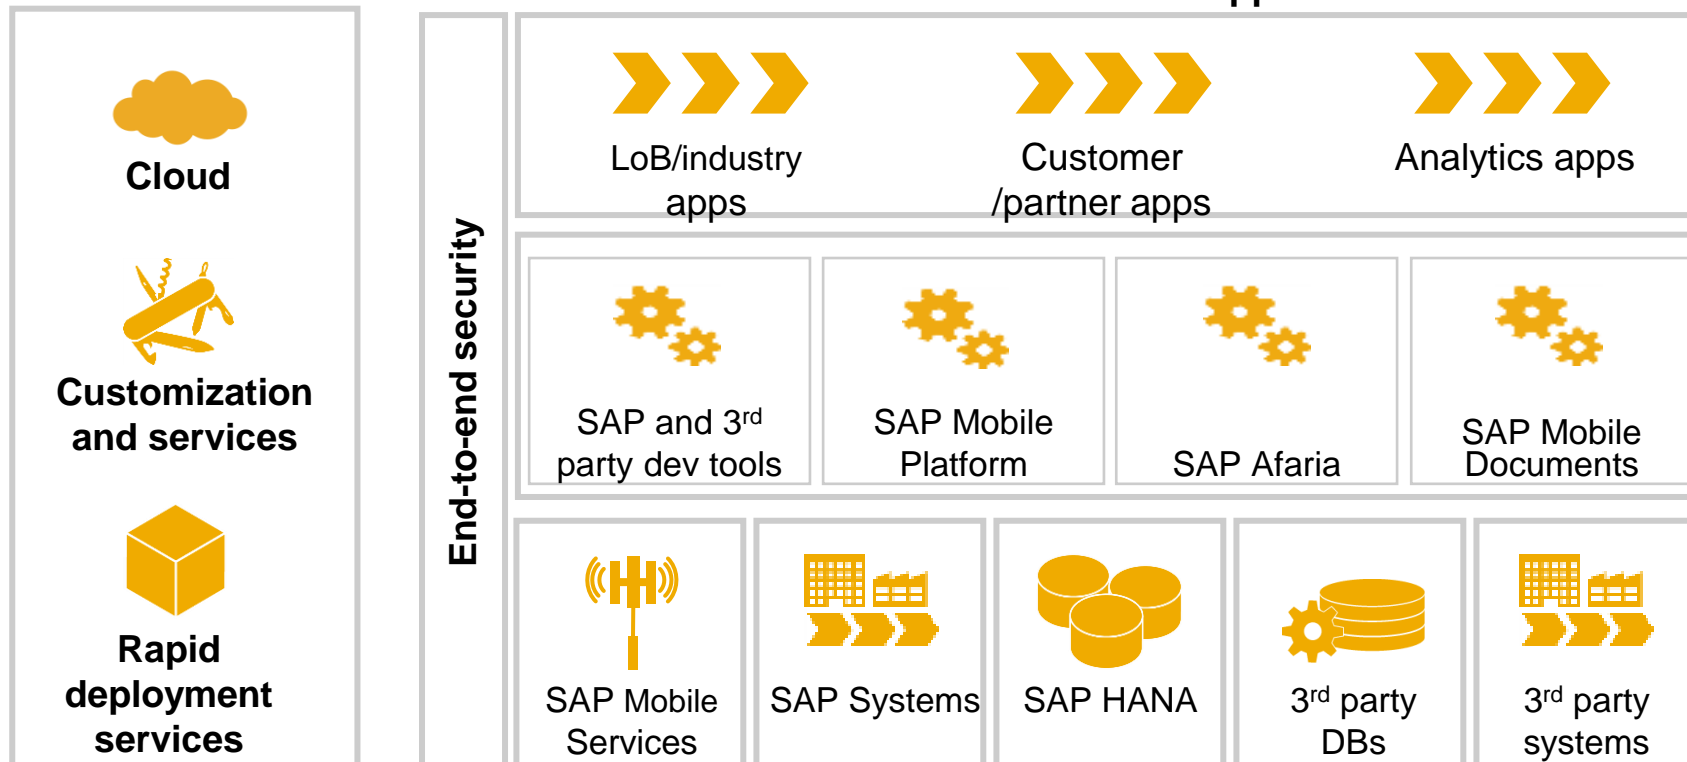 Cloud
Customization
and services
Rapid
deployment
services
End-to-end security
LoB/industry
apps
Customer
/partner apps
Analytics apps
SAP and 3rd
party dev tools
SAP Mobile
Platform
SAP Afaria
SAP Mobile
Documents
SAP Mobile
Services
SAP Systems
SAP HANA
3rd party
DBs
3rd party
systems